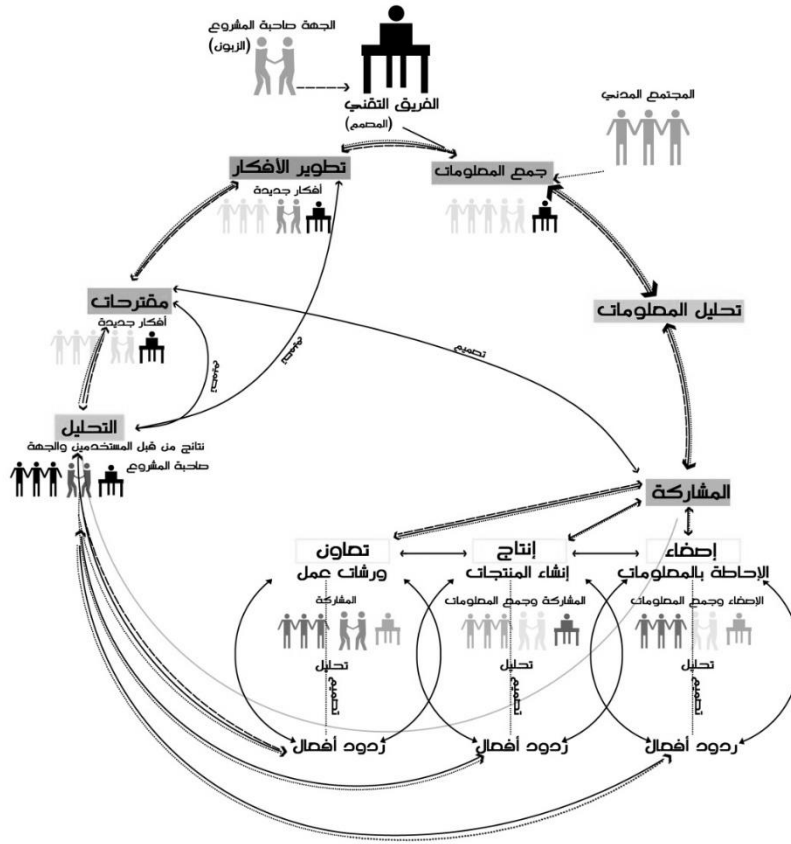 الجهة صاحبة المشروع
(الزبون)
الفريق التقني
(المصمم)
المجتمع المدني
جمع المعلومات
تطوير الأفكار
أفكار جديدة
تحليل المعلومات
مقترحات
أفكار جديدة
تصميم
تصميم
تصميم
التحليل
نتائج من قبل المستخدمين والجهة
صاحبة المشروع
المشاركة
إصغاء
إنتاج
تعاون
الإحاطة بالمعلومات
إنشاء المنتجات
ورشات عمل
الإصغاء وجمع المعلومات
المشاركة وجمع المعلومات
المشاركة
تحليل
تحليل
تحليل
تصميم
تصميم
تصميم
ردود أفعال
ردود أفعال
ردود أفعال